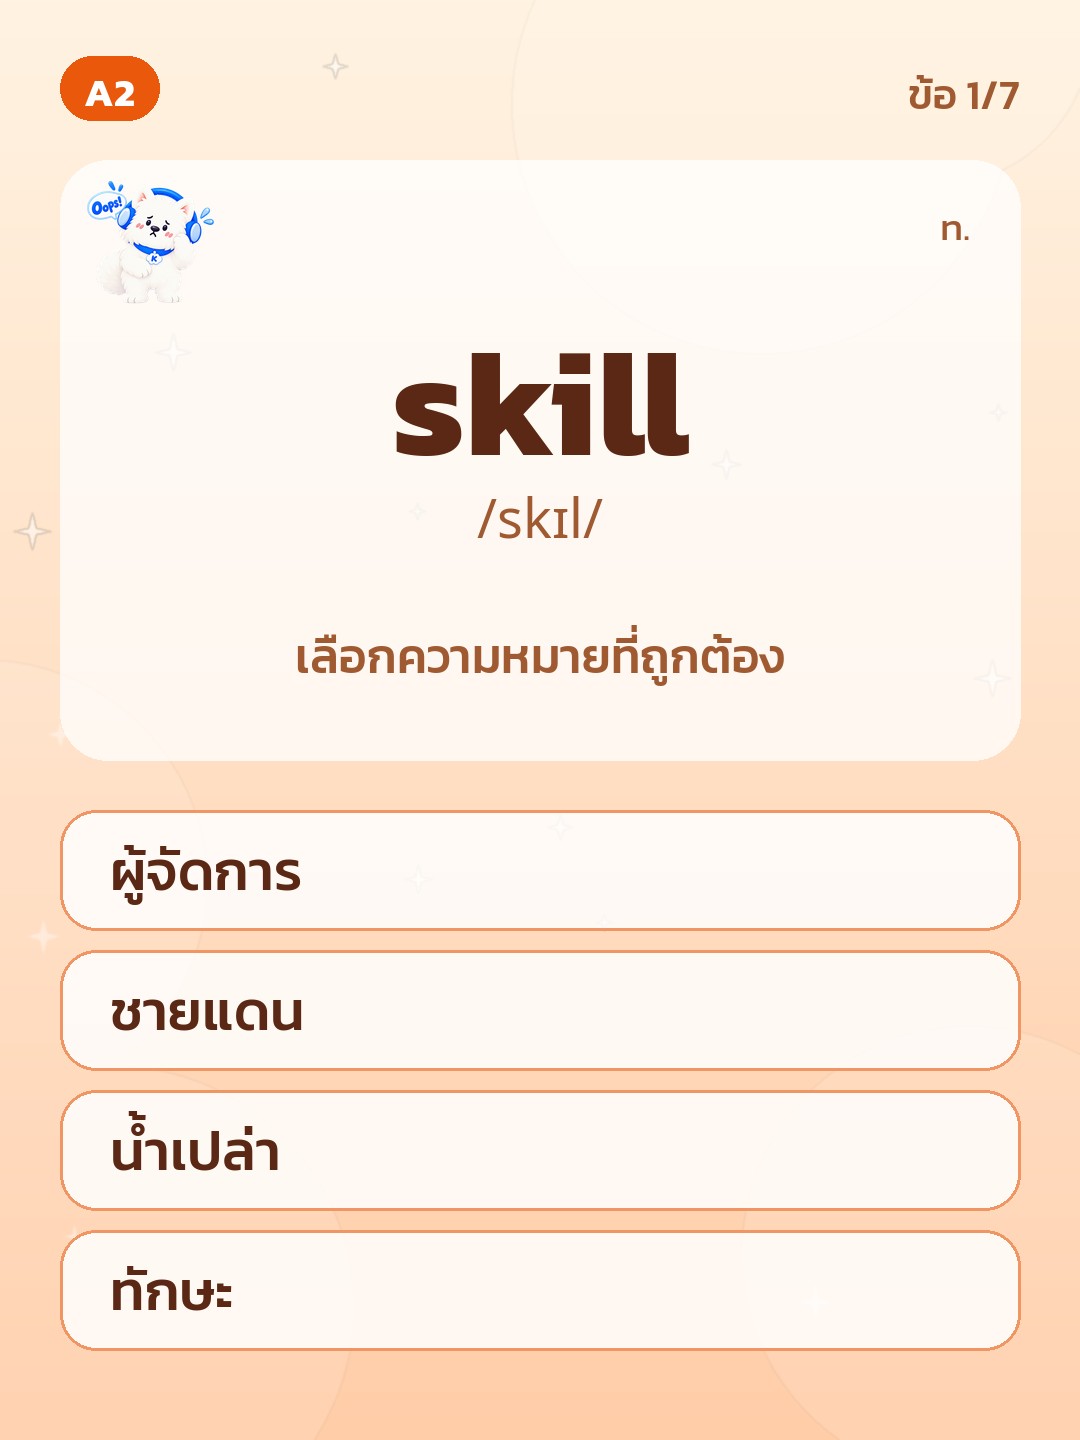 A2
ข้อ 1/7
Oops!
K
n.
skill
/skɪl/
เลือกความหมายที่ถูกต้อง
ผู้จัดการ
ชายแดน
น้ำเปล่า
ทักษะ